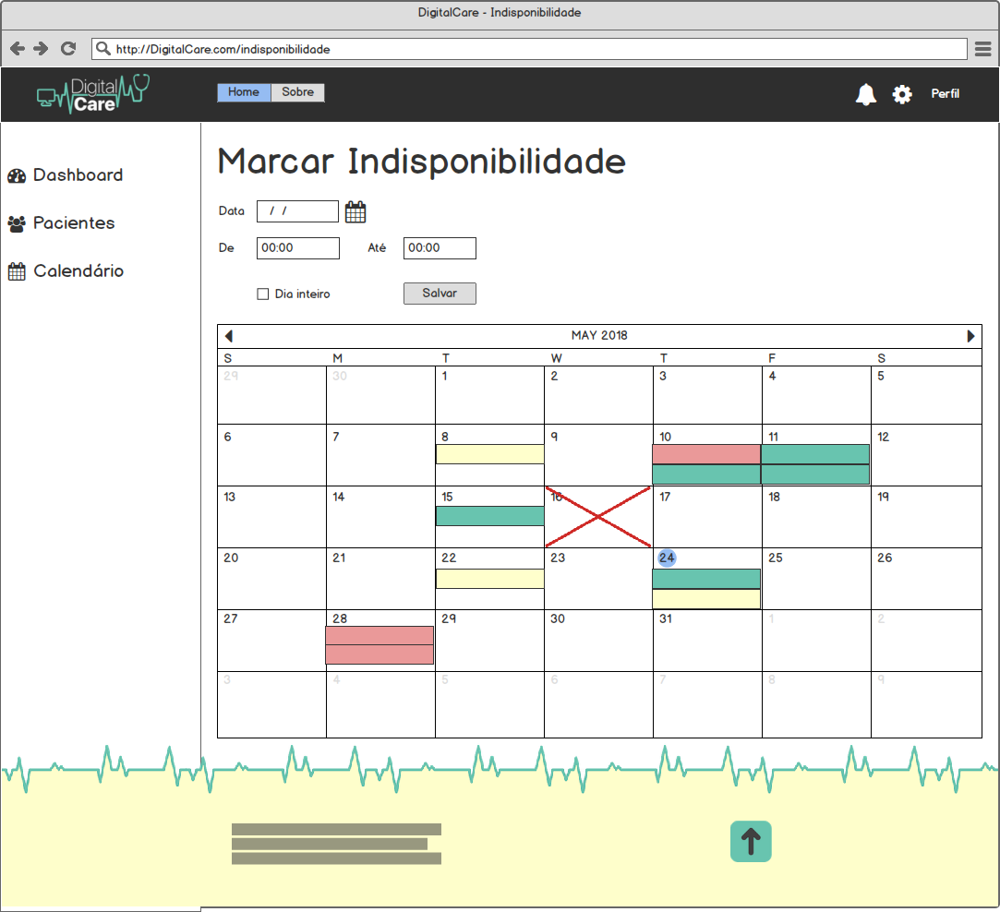 DigitalCare - Indisponibilidade
http://DigitalCare.com/indisponibilidade
Digital
Care
Home Sobre
Perfil
Dashboard
Pacientes
Calendário
Marcar Indisponibilidade
Data / /
De 00:00 Até 00:00
Dia inteiro Salvar
MAY 2018
S M T W T F S
29 30 1 2 3 4 5
6 7 8 9 10 11 12
13 14 15 16 17 18 19
20 21 22 23 24 25 26
27 28 29 30 31 1 2
3 4 5 6 7 8 9